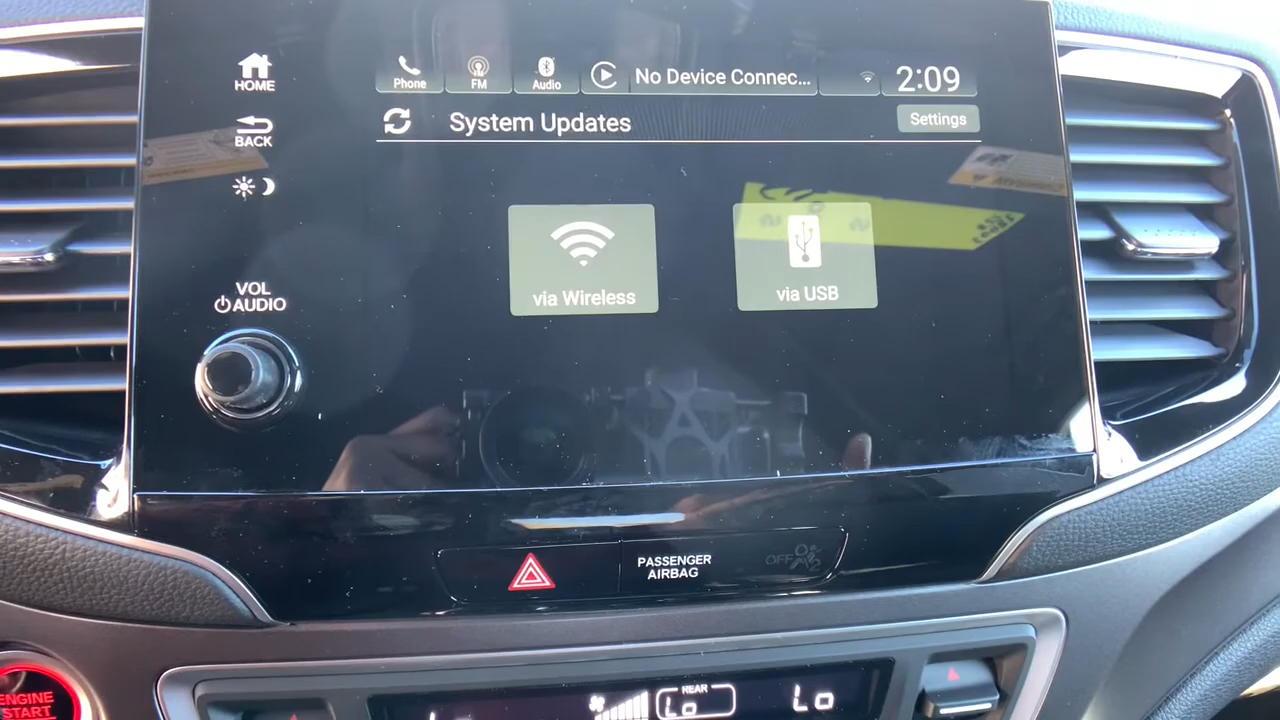 HOME
Phone
FM
Audio
No Device Connec...
2:09
BACK
System Updates
Settings
via Wireless
via USB
VOL
AUDIO
PASSENGER
AIRBAG
OFF
ENGINE
START
REAR
Lo
Lo